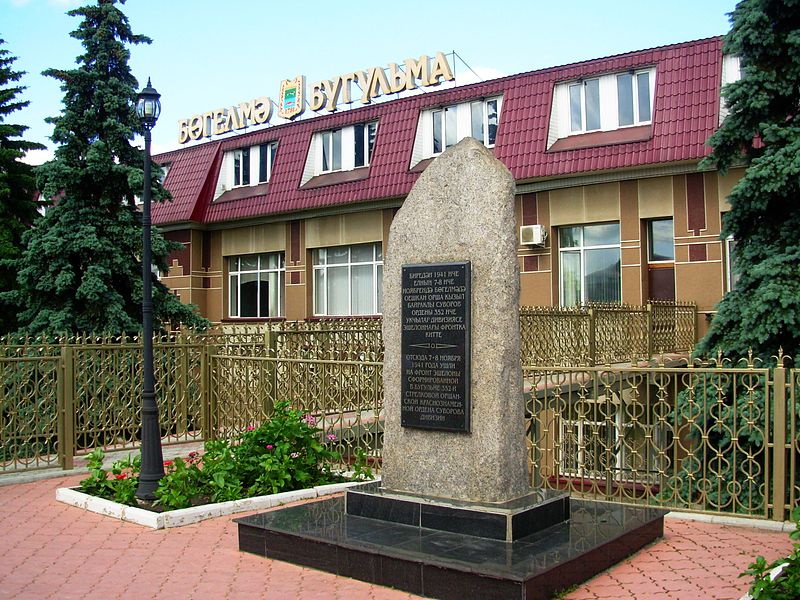 БӨГЕЛМӘ БУГУЛЬМА
БИРЕДӘН 1941 НЧЕ
ЕЛНЫҢ 7-8 НЧЕ
НОЯБРЕНДӘ БӨГЕЛМӘДӘ
ОЕШКАН ОРША КЫЗЫЛ
БАЙРАКЛЫ СУВОРОВ
ОРДЕНЫ 352 НЧЕ
УКЧЫЛАР ДИВИЗИЯСЕ
ЭШЕЛОННАРЫ ФРОНТКА
КИТТЕ
ОТСЮДА 7-8 НОЯБРЯ
1941 ГОДА УШЛИ
НА ФРОНТ ЭШЕЛОНЫ
СФОРМИРОВАННОЙ
В БУГУЛЬМЕ 352-Й
СТРЕЛКОВОЙ ОРШАН-
СКОЙ КРАСНОЗНАМЕН-
НОЙ ОРДЕНА СУВОРОВА
ДИВИЗИИ